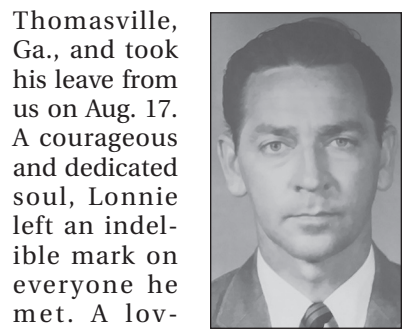 Thomasville,
Ga., and took
his leave from
us on Aug. 17.
A courageous
and dedicated
soul, Lonnie
left an indel-
ible mark on
everyone he
met. A lov-